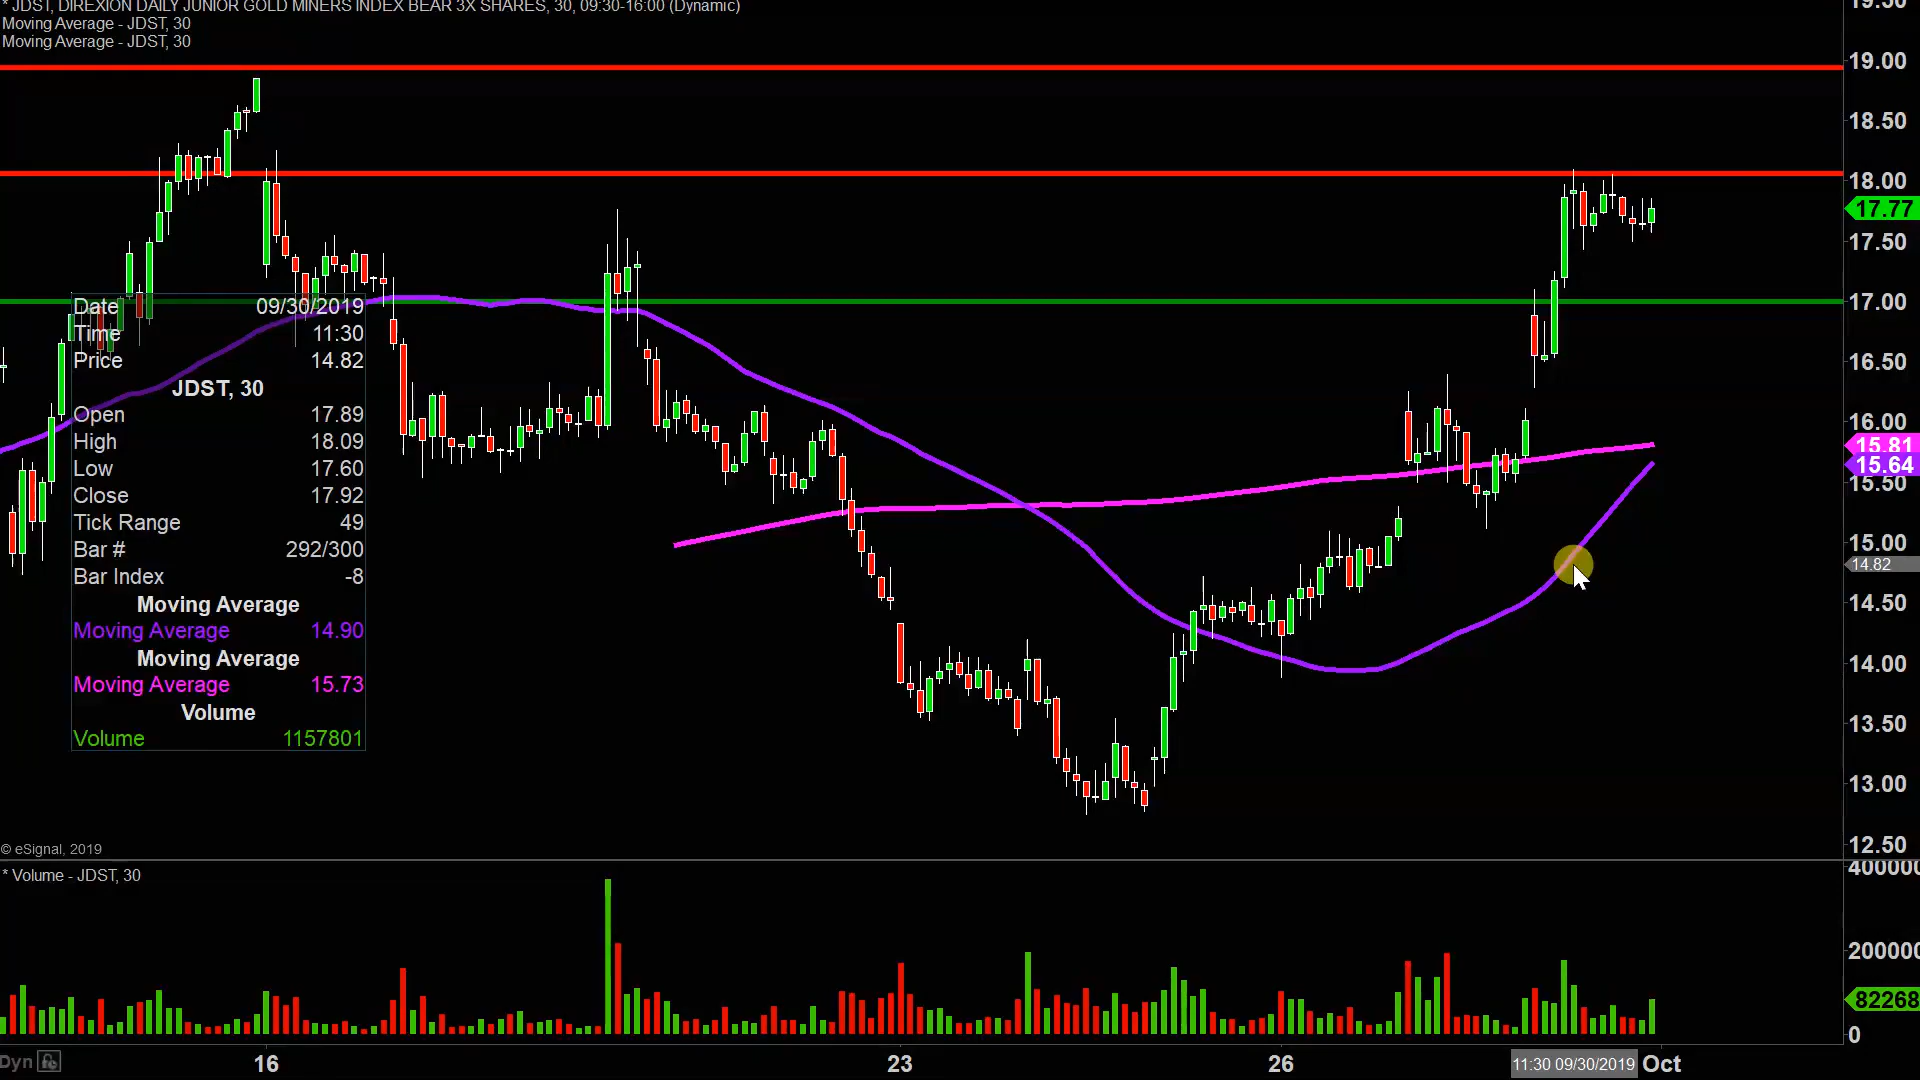 * JDST, DIREXION DAILY JUNIOR GOLD MINERS INDEX BEAR 3X SHARES, 30, 09:30-16:00 (Dynamic)
Moving Average - JDST, 30
Moving Average - JDST, 30
19.50
19.00
18.50
18.00
17.77
17.50
17.00
16.50
16.00
15.81
15.64
15.50
15.00
14.82
14.50
14.00
13.50
13.00
12.50
Date 09/30/2019
Time 11:30
Price 14.82
JDST, 30
Open 17.89
High 18.09
Low 17.60
Close 17.92
Tick Range 49
Bar # 292/300
Bar Index -8
Moving Average
Moving Average 14.90
Moving Average
Moving Average 15.73
Volume
Volume 1157801
© eSignal, 2019
* Volume - JDST, 30
400000
200000
82268
0
Dyn
16 23 26 11:30 09/30/2019 Oct